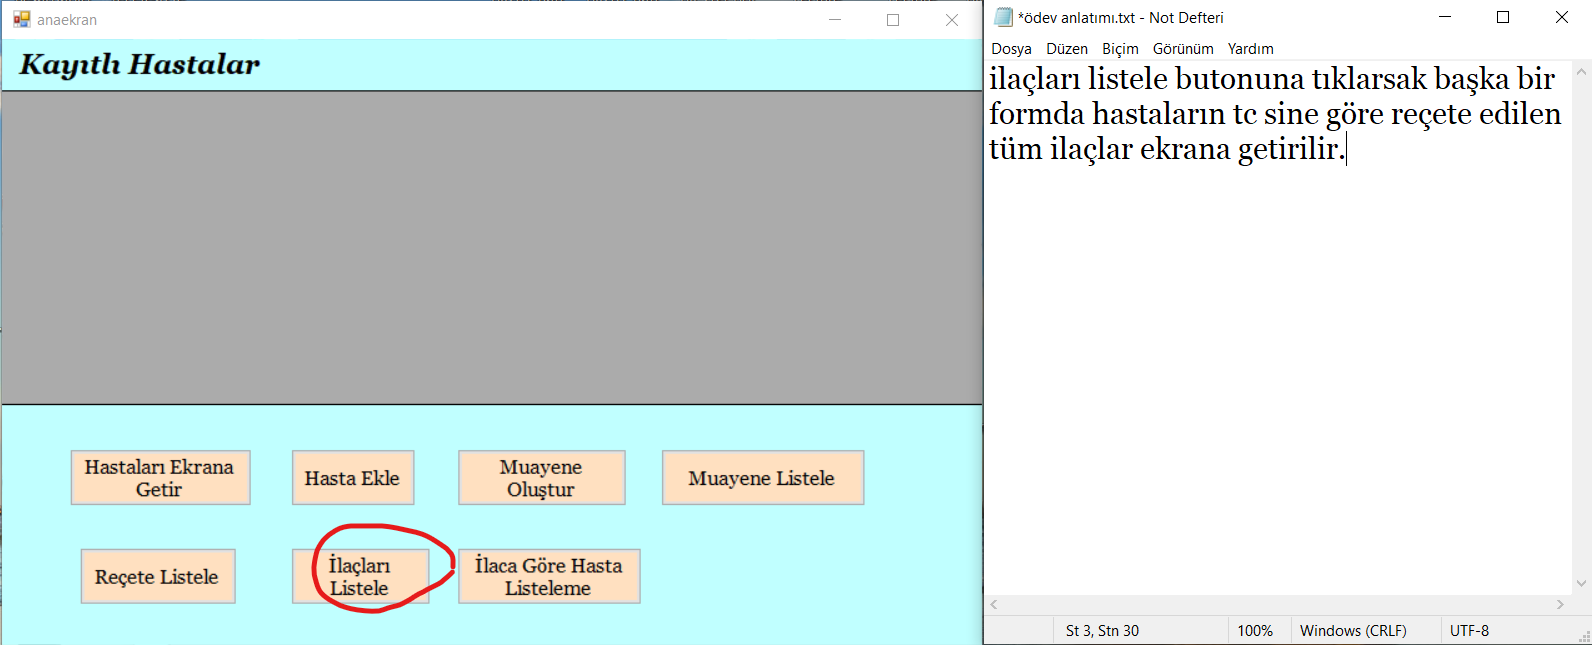 anaekran
Kayıtlı Hastalar
Hastaları Ekrana
Getir
Hasta Ekle
Muayene
Oluştur
Muayene Listele
Reçete Listele
İlaçları
Listele
İlaca Göre Hasta
Listeleme
*ödev anlatımı.txt - Not Defteri
Dosya Düzen Biçim Görünüm Yardım
ilaçları listele butonuna tıklarsak başka bir
formda hastaların tc sine göre reçete edilen
tüm ilaçlar ekrana getirilir.
St 3, Stn 30 100% Windows (CRLF) UTF-8